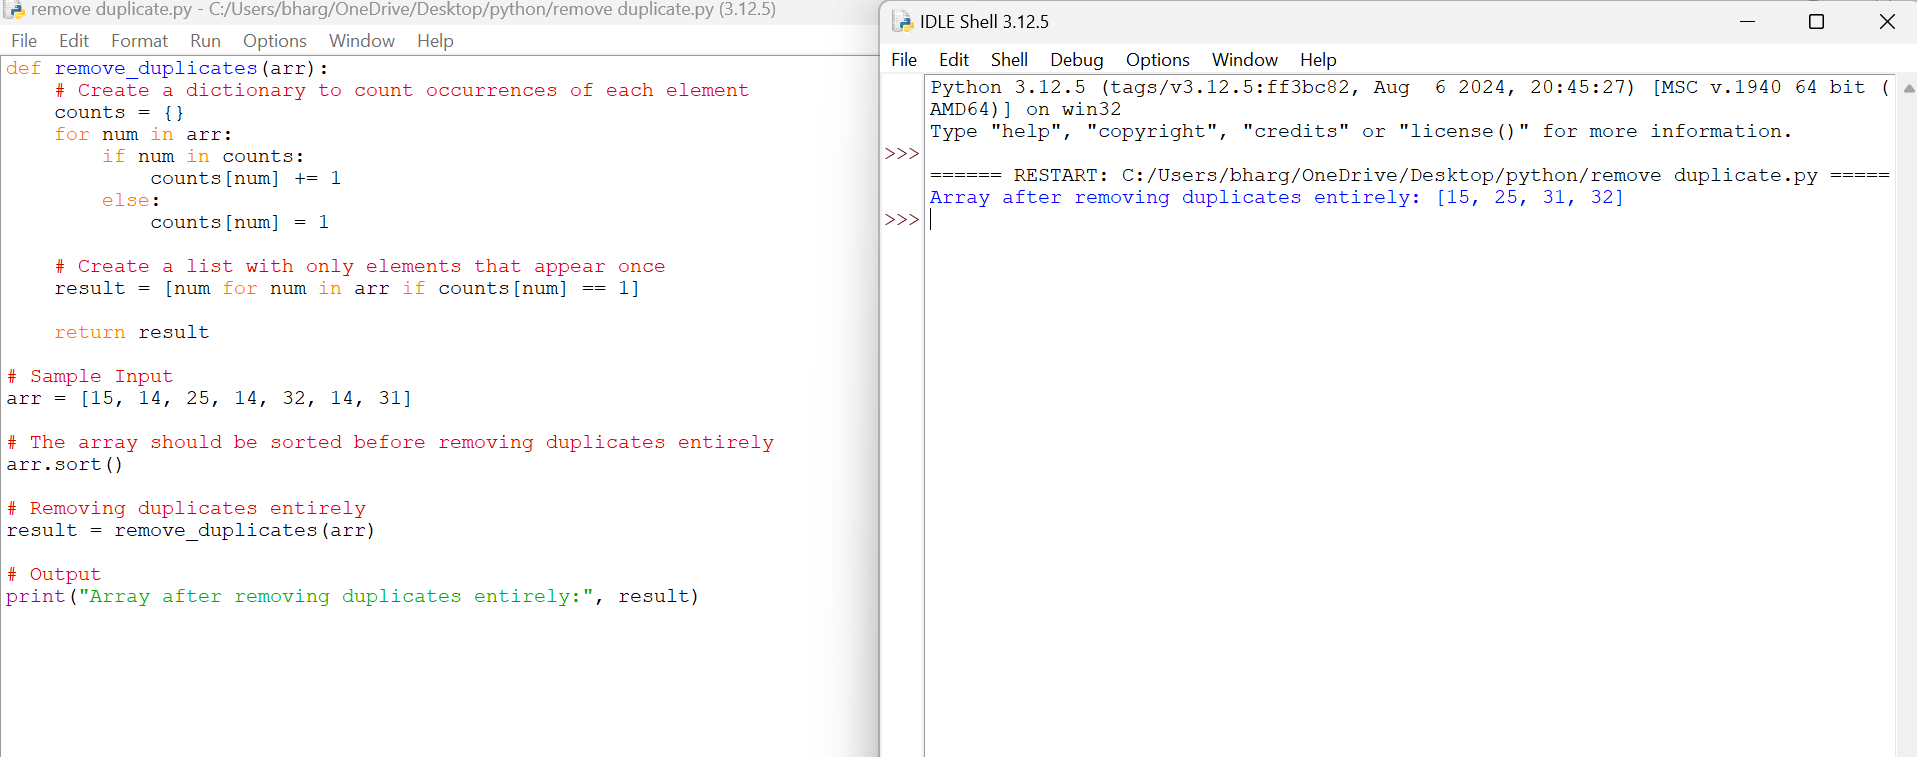 remove duplicate.py - C:/Users/bharg/OneDrive/Desktop/python/remove duplicate.py (3.12.5)
File Edit Format Run Options Window Help
def remove_duplicates(arr):
    # Create a dictionary to count occurrences of each element
    counts = {}
    for num in arr:
        if num in counts:
            counts[num] += 1
        else:
            counts[num] = 1
    # Create a list with only elements that appear once
    result = [num for num in arr if counts[num] == 1]
    return result
# Sample Input
arr = [15, 14, 25, 14, 32, 14, 31]
# The array should be sorted before removing duplicates entirely
arr.sort()
# Removing duplicates entirely
result = remove_duplicates(arr)
# Output
print("Array after removing duplicates entirely:", result)
IDLE Shell 3.12.5
File Edit Shell Debug Options Window Help
Python 3.12.5 (tags/v3.12.5:ff3bc82, Aug  6 2024, 20:45:27) [MSC v.1940 64 bit (
AMD64)] on win32
Type "help", "copyright", "credits" or "license()" for more information.
>>>
====== RESTART: C:/Users/bharg/OneDrive/Desktop/python/remove duplicate.py =====
Array after removing duplicates entirely: [15, 25, 31, 32]
>>>